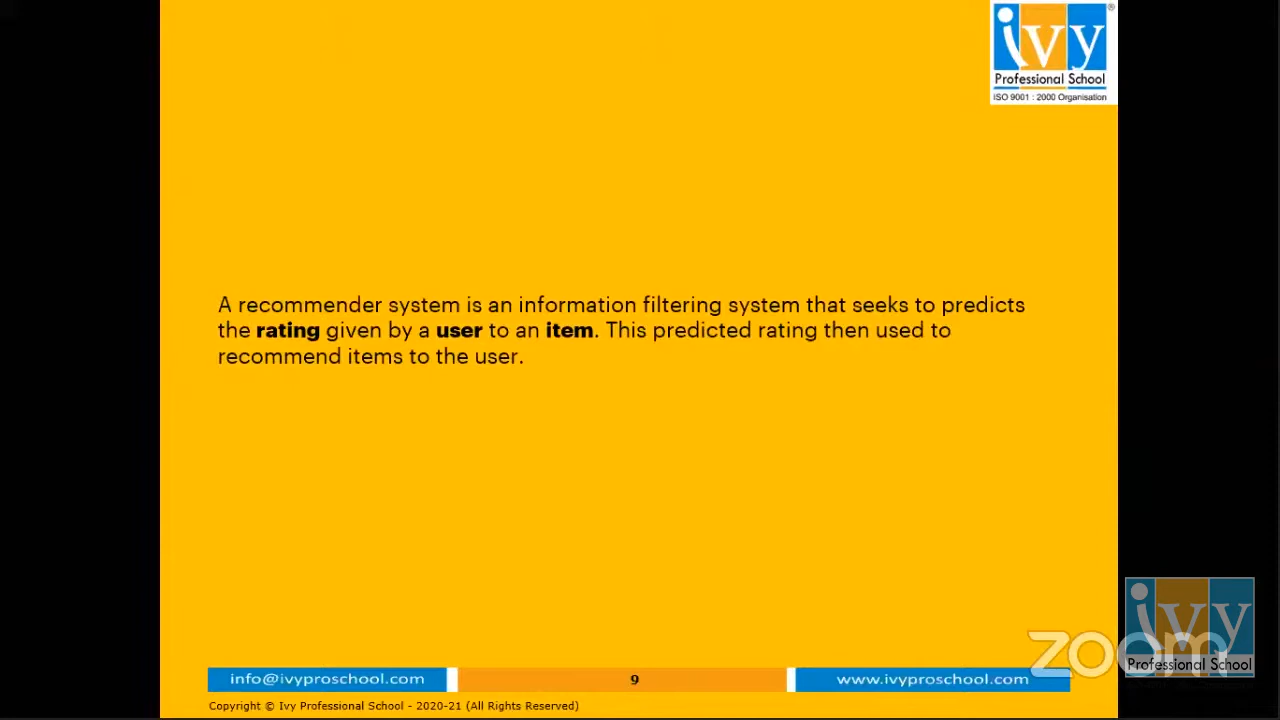 ivy
®
Professional School
ISO 9001 : 2000 Organisation
A recommender system is an information filtering system that seeks to predicts
the rating given by a user to an item. This predicted rating then used to
recommend items to the user.
ivy
zoom
Professional School
info@ivyproschool.com
9
www.ivyproschool.com
Copyright © Ivy Professional School - 2020-21 (All Rights Reserved)